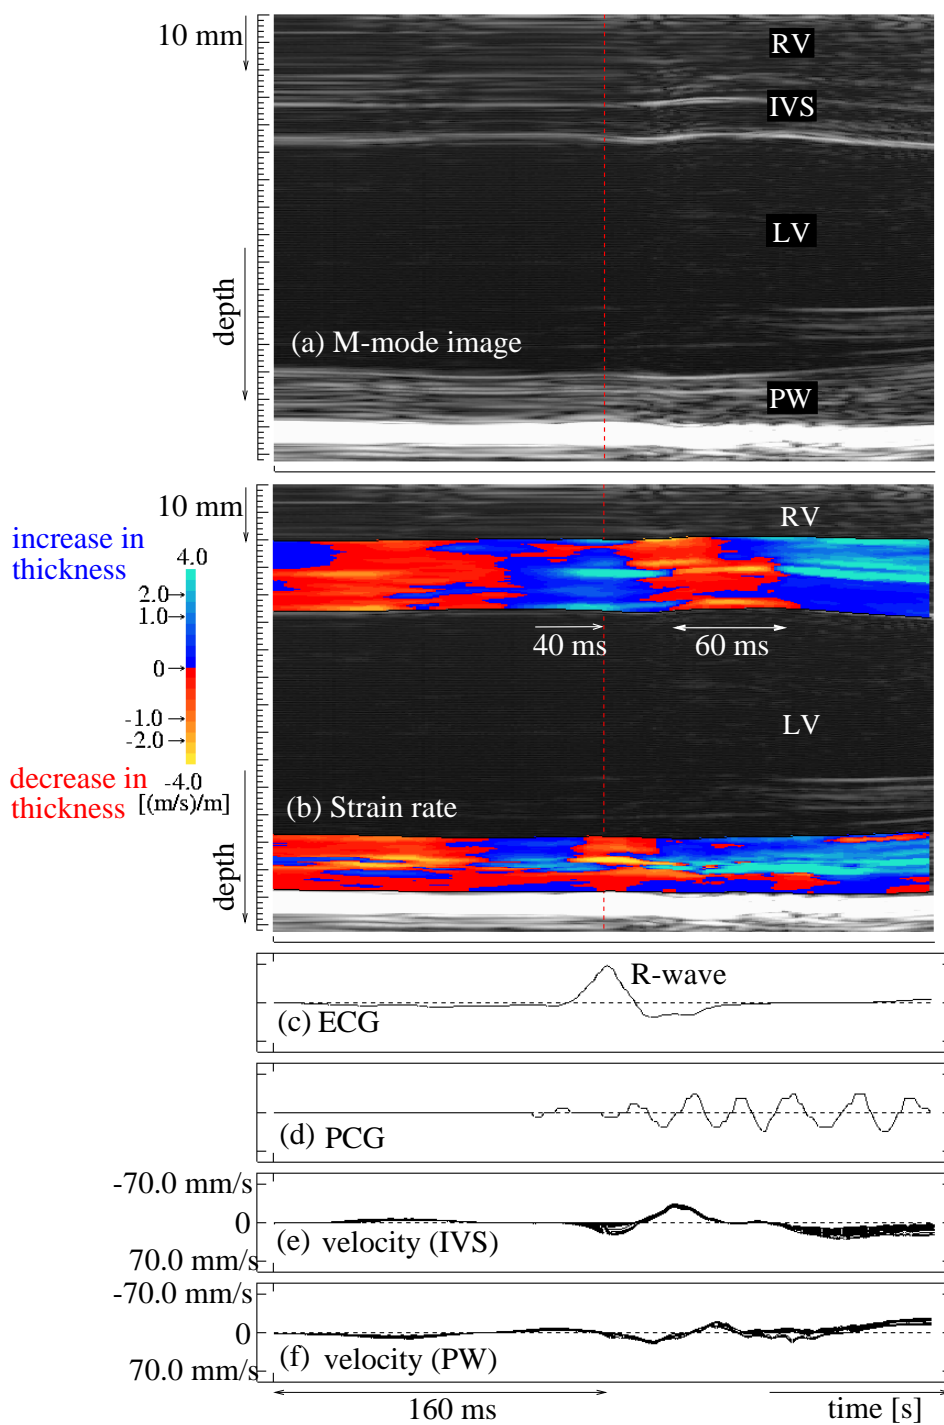 10 mm
RV
IVS
LV
depth
(a) M-mode image
PW
10 mm
RV
increase in
thickness
4.0
2.0
1.0
0
-1.0
-2.0
-4.0
[(m/s)/m]
decrease in
thickness
40 ms
60 ms
LV
(b) Strain rate
depth
R-wave
(c) ECG
(d) PCG
-70.0 mm/s
0
70.0 mm/s
(e) velocity (IVS)
-70.0 mm/s
0
70.0 mm/s
(f) velocity (PW)
160 ms
time [s]